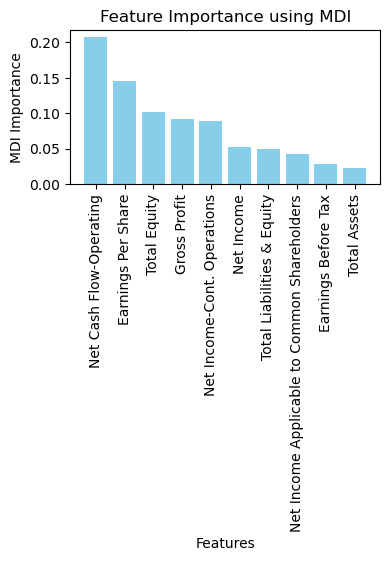 Feature Importance using MDI
MDI Importance
0.20
0.15
0.10
0.05
0.00
Net Cash Flow-Operating
Earnings Per Share
Total Equity
Gross Profit
Net Income-Cont. Operations
Net Income
Total Liabilities & Equity
Net Income Applicable to Common Shareholders
Earnings Before Tax
Total Assets
Features